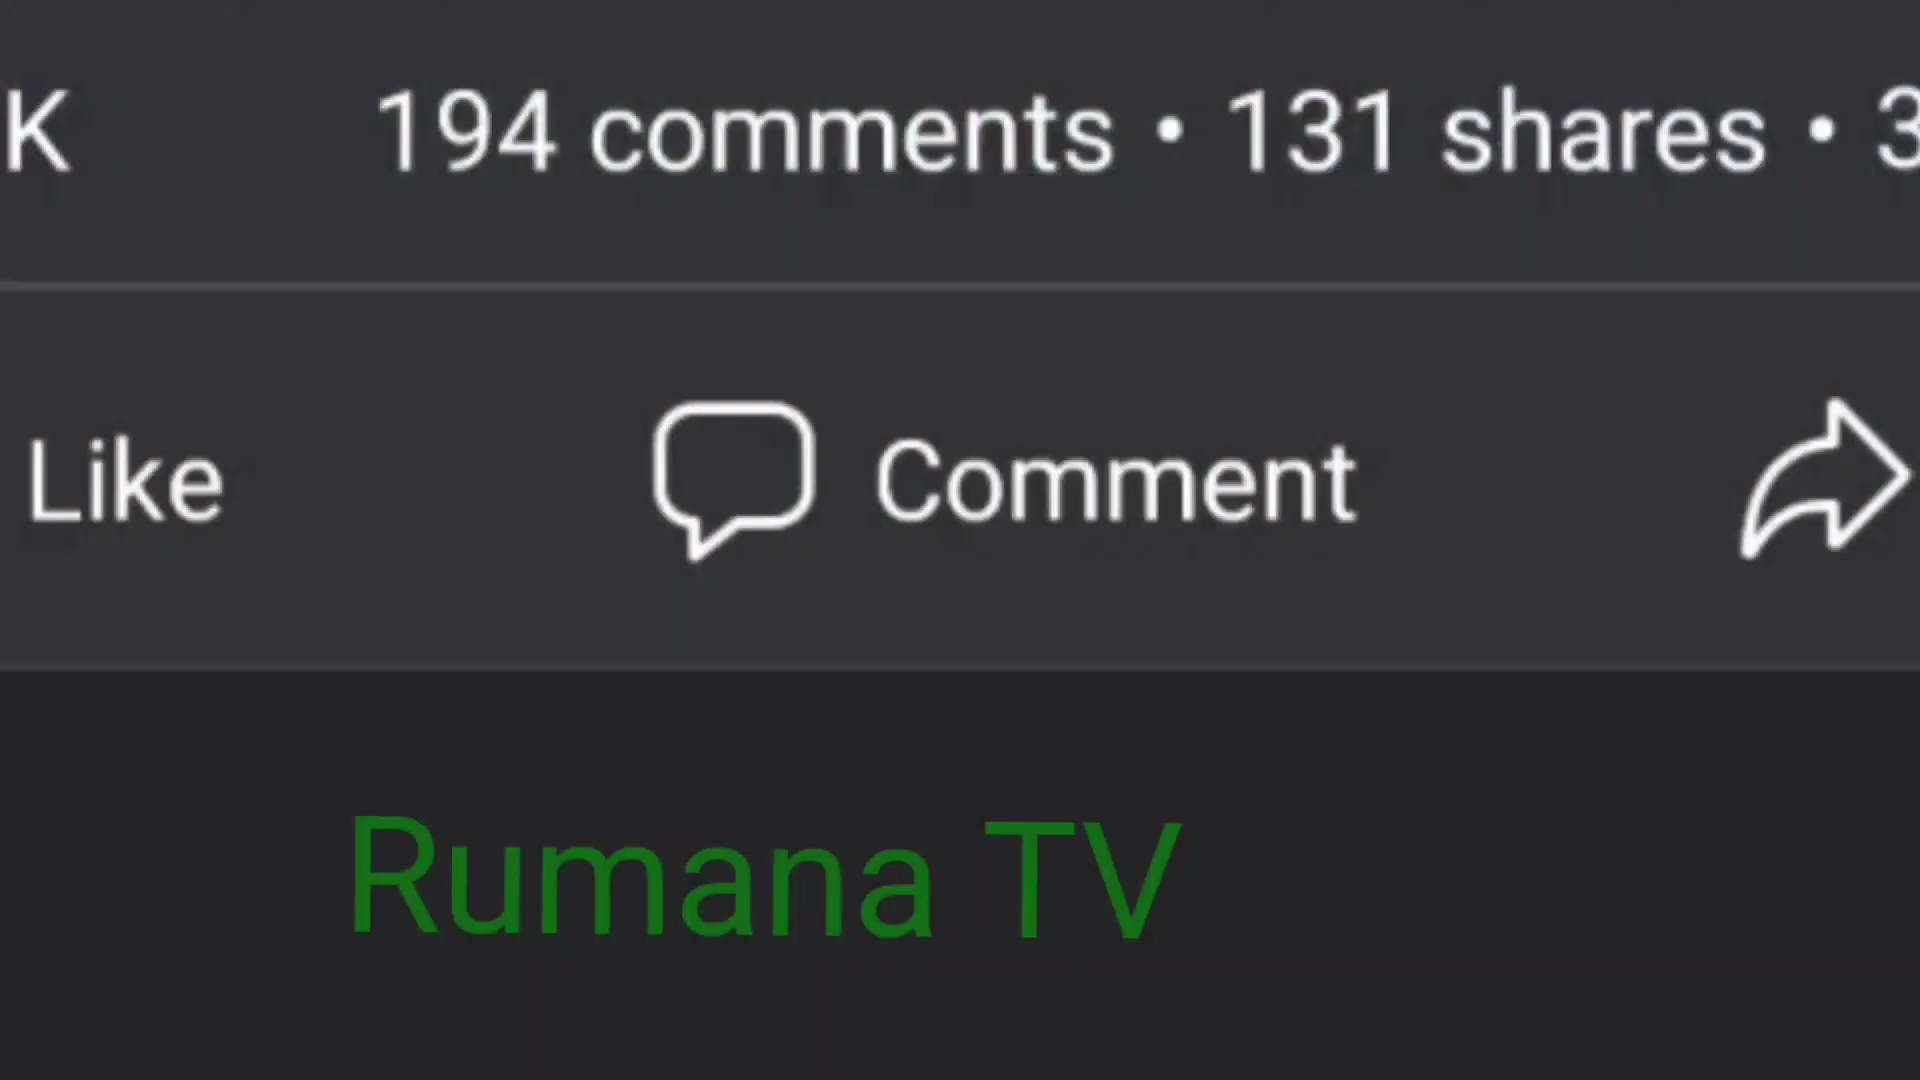 K 194 comments • 131 shares • 3
Like Comment
Rumana TV